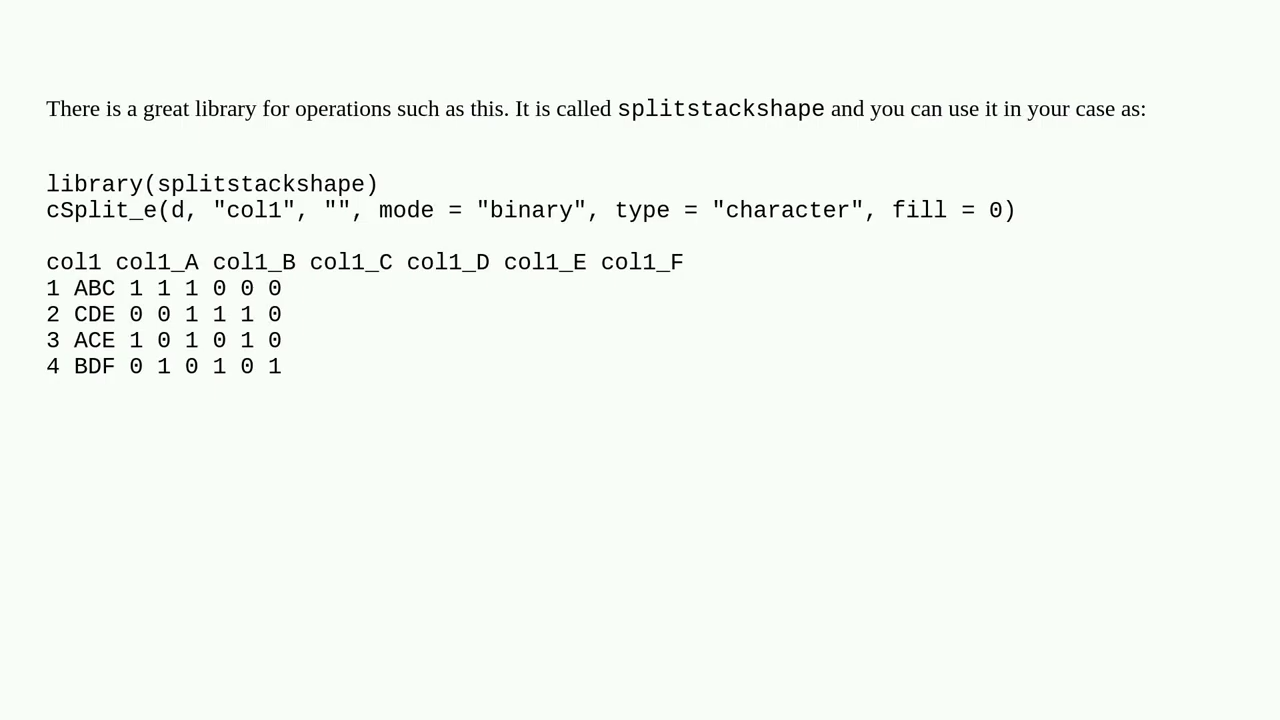 There is a great library for operations such as this. It is called splitstackshape and you can use it in your case as:
library(splitstackshape)
cSplit_e(d, "col1", "", mode = "binary", type = "character", fill = 0)
col1 col1_A col1_B col1_C col1_D col1_E col1_F
1 ABC 1 1 1 0 0 0
2 CDE 0 0 1 1 1 0
3 ACE 1 0 1 0 1 0
4 BDF 0 1 0 1 0 1